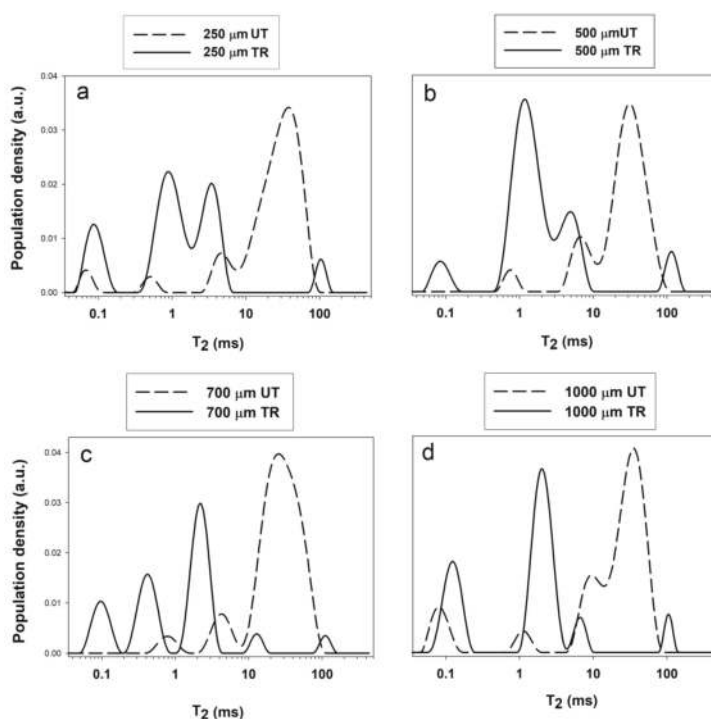 250 μm UT
250 μm TR
500 μmUT
500 μm TR
a
b
Population density (a.u.)
0.04
0.03
0.02
0.01
0.00
0.1 1 10 100
0.1 1 10 100
T2 (ms)
T2 (ms)
700 μm UT
700 μm TR
1000 μm UT
1000 μm TR
c
d
Population density (a.u.)
0.04
0.03
0.02
0.01
0.00
0.1 1 10 100
0.1 1 10 100
T2 (ms)
T2 (ms)